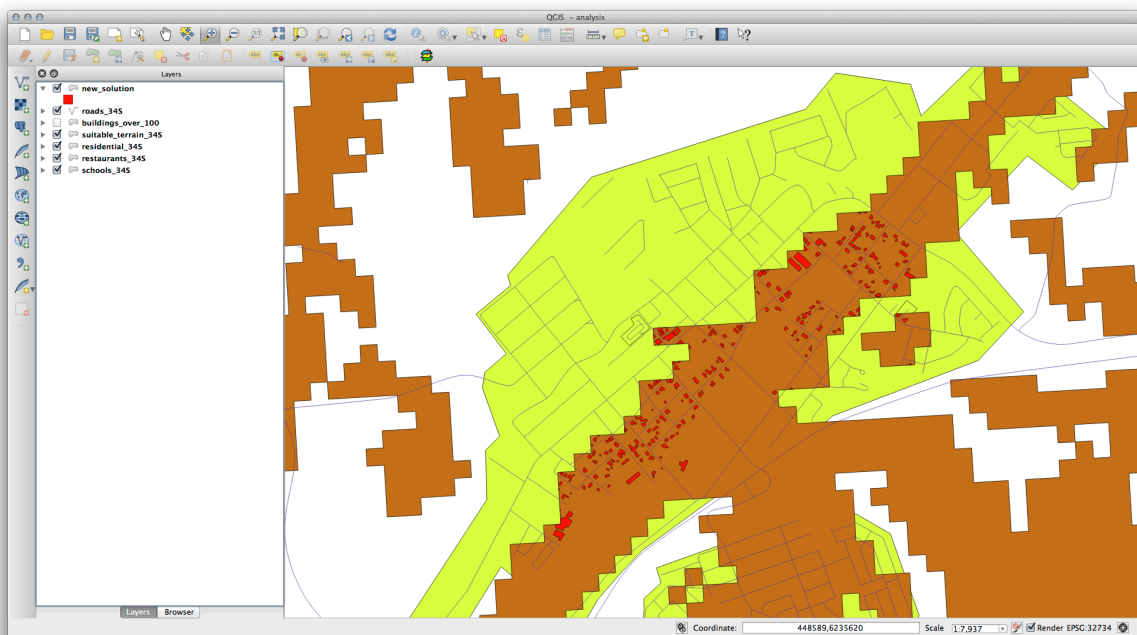 QGIS - analysis
Layers
new_solution
roads_34S
buildings_over_100
suitable_terrain_34S
residential_34S
restaurants_34S
schools_34S
Layers
Browser
Coordinate:
448589,6235620
Scale
1:7,937
Render
EPSG:32734